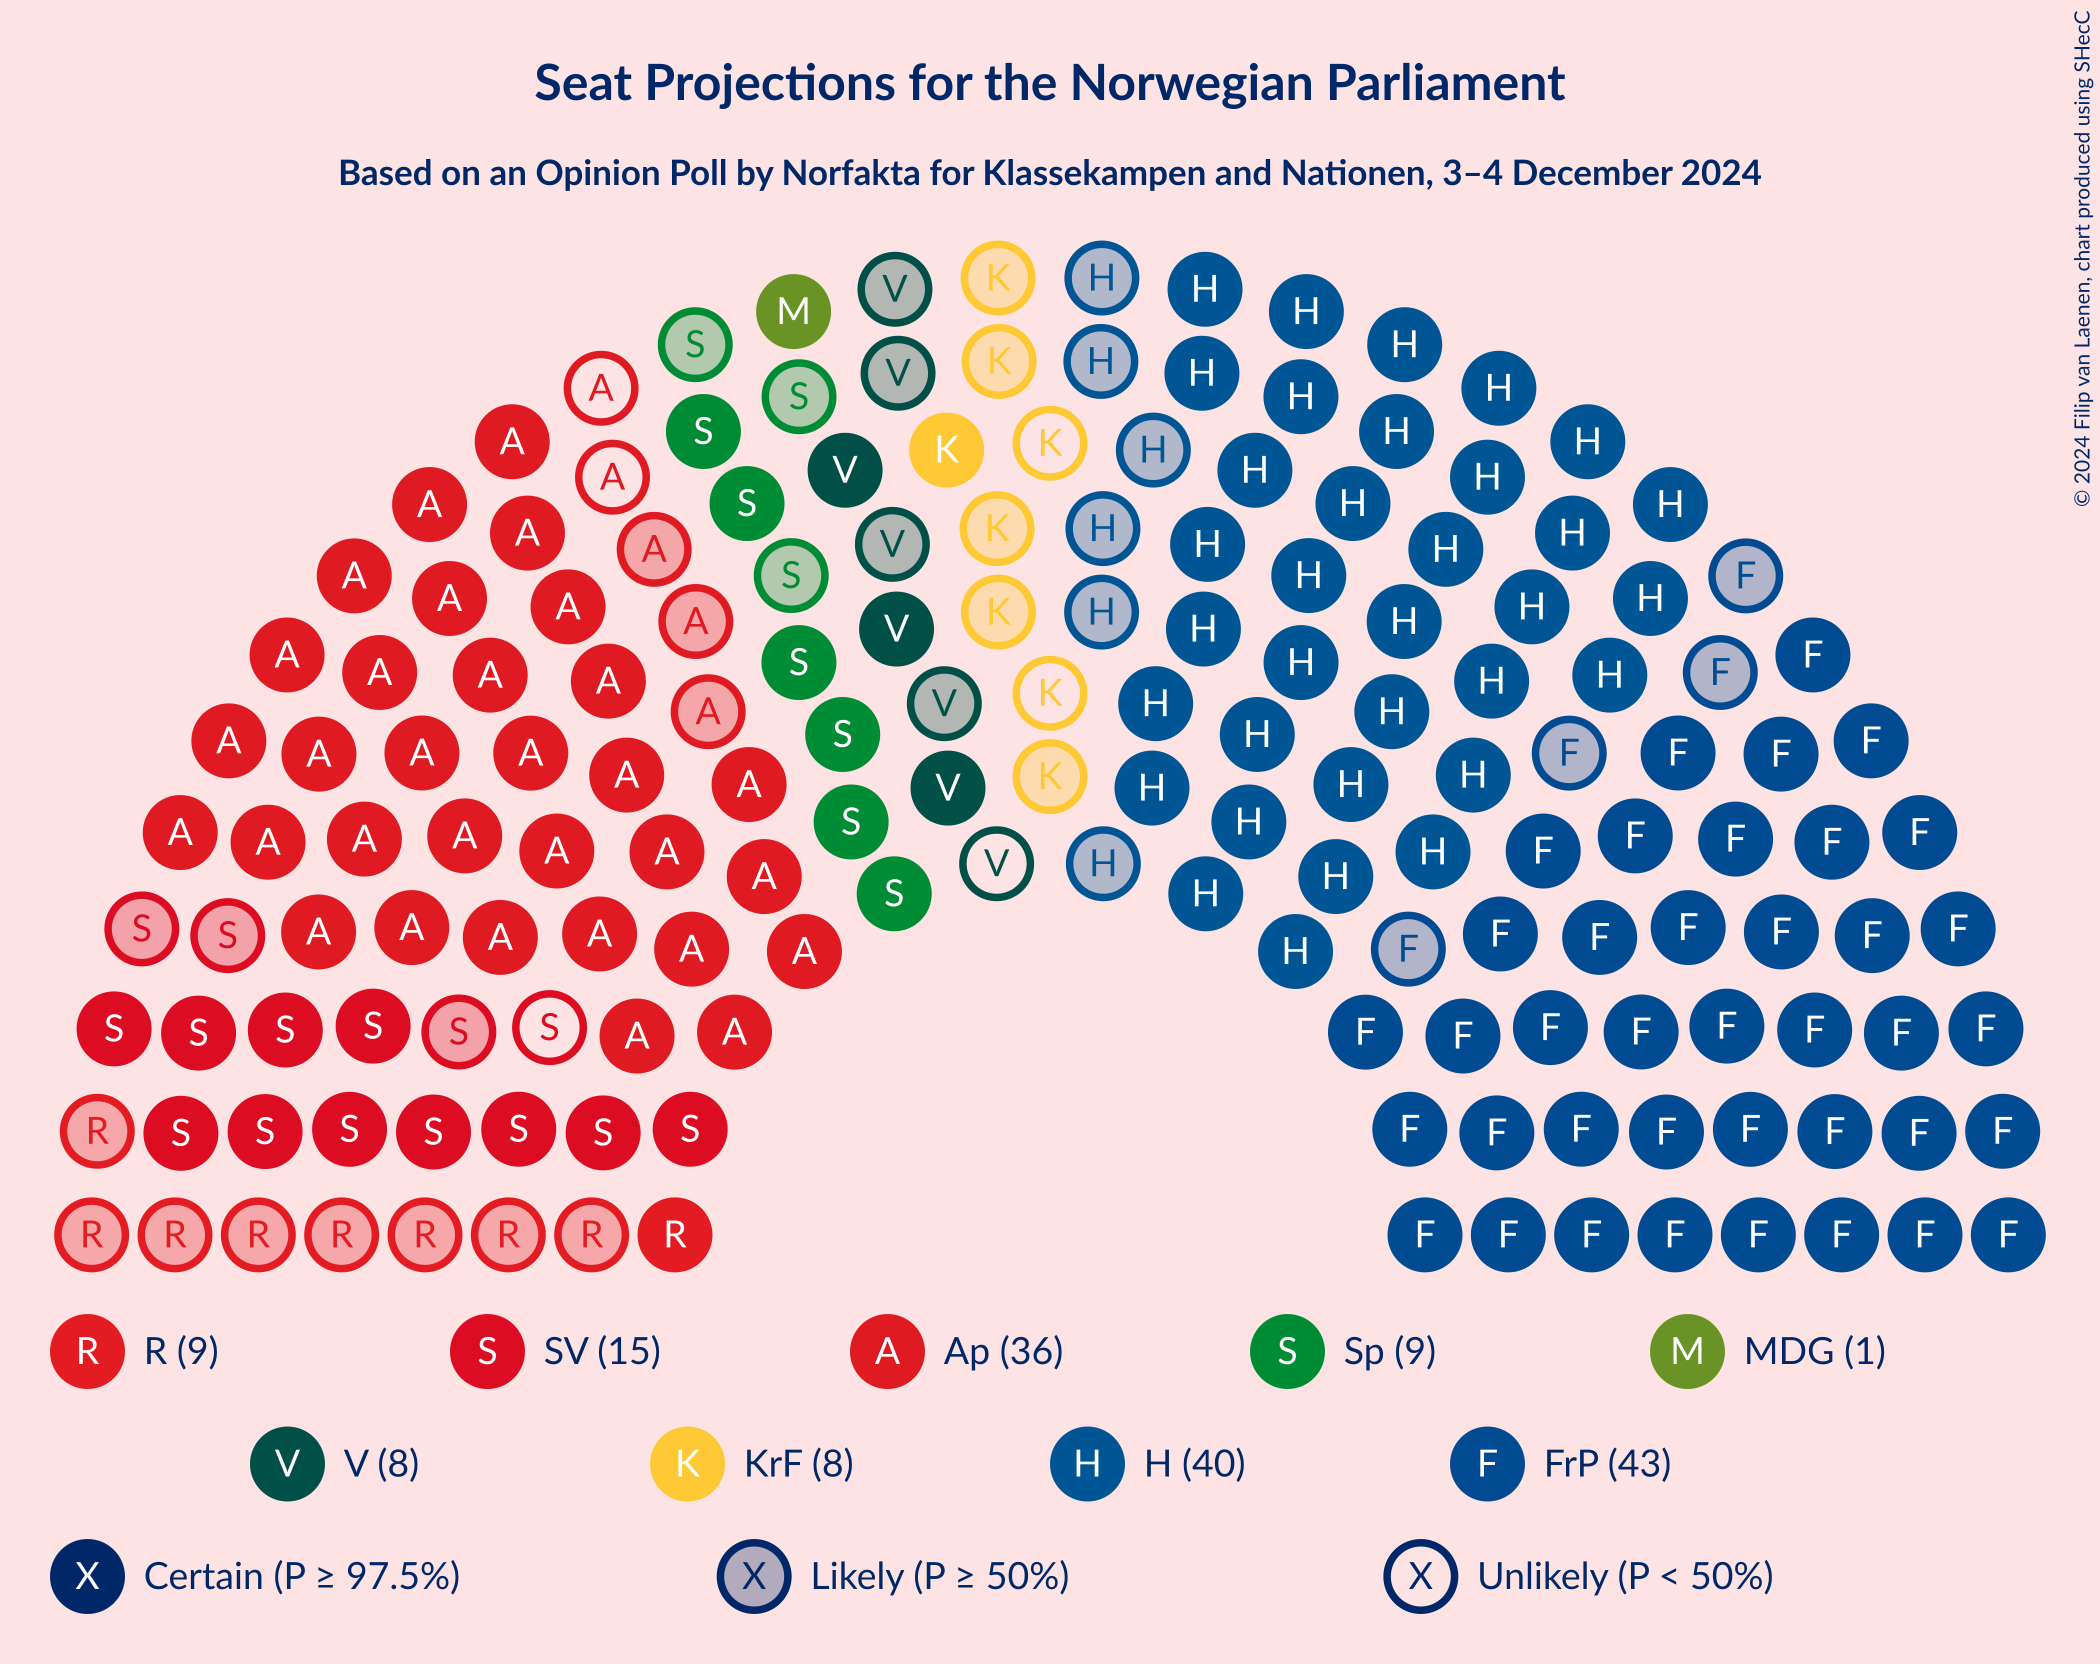 Seat Projections for the Norwegian Parliament
Based on an Opinion Poll by Norfakta for Klassekampen and Nationen, 3–4 December 2024
© 2024 Filip van Laenen, chart produced using SHecC
K H
V H
M H
S H
A H
A H
K H
V H
S H
S H
A H
A H
K
K H
V H
S H
A H
A H
K H
V H
S H
A H
A H
A F
A F
K H
V H
S H
A H
A H
A H
A F
K
V H
S H
A H
A H
A F
A F
A F
K
V H
S H
A H
A H
A F
A F
A F
A F
V H
S H
A H
A H
A F
A F
A F
A F
A F
A H
A F
A F
A F
A F
A F
S F
S F
S S S S S S A A F F F F F F F F
R S S S S S S S F F F F F F F F
R R R R R R R R F F F F F F F F
R R (9) S SV (15) A Ap (36) S Sp (9) M MDG (1)
V V (8) K KrF (8) H H (40) F FrP (43)
X Certain (P ≥ 97.5%) X Likely (P ≥ 50%) X Unlikely (P < 50%)